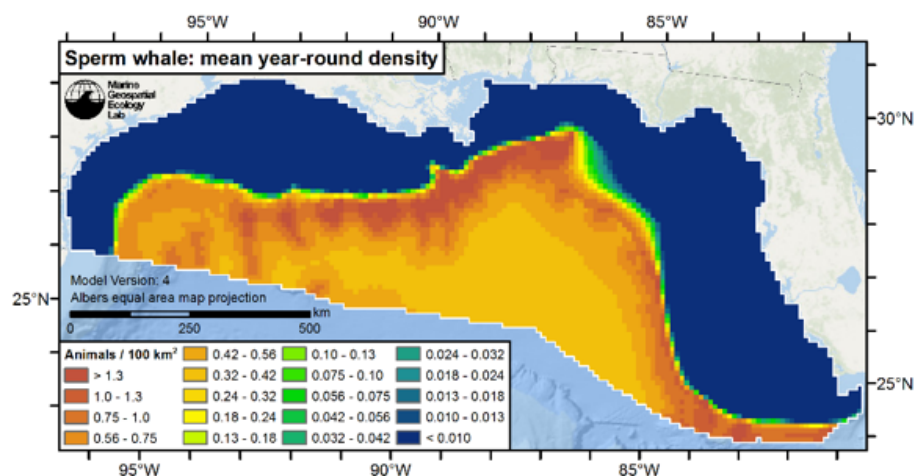 95°W 90°W 85°W
Sperm whale: mean year-round density
Marine
Geospatial
Ecology
Lab
30°N
30°N
Model Version: 4
Albers equal area map projection
25°N
0 250 500 km
25°N
Animals / 100 km²
> 1.3
1.0 - 1.3
0.75 - 1.0
0.56 - 0.75
0.42 - 0.56
0.32 - 0.42
0.24 - 0.32
0.18 - 0.24
0.13 - 0.18
0.10 - 0.13
0.075 - 0.10
0.056 - 0.075
0.042 - 0.056
0.032 - 0.042
0.024 - 0.032
0.018 - 0.024
0.013 - 0.018
0.010 - 0.013
< 0.010
95°W 90°W 85°W